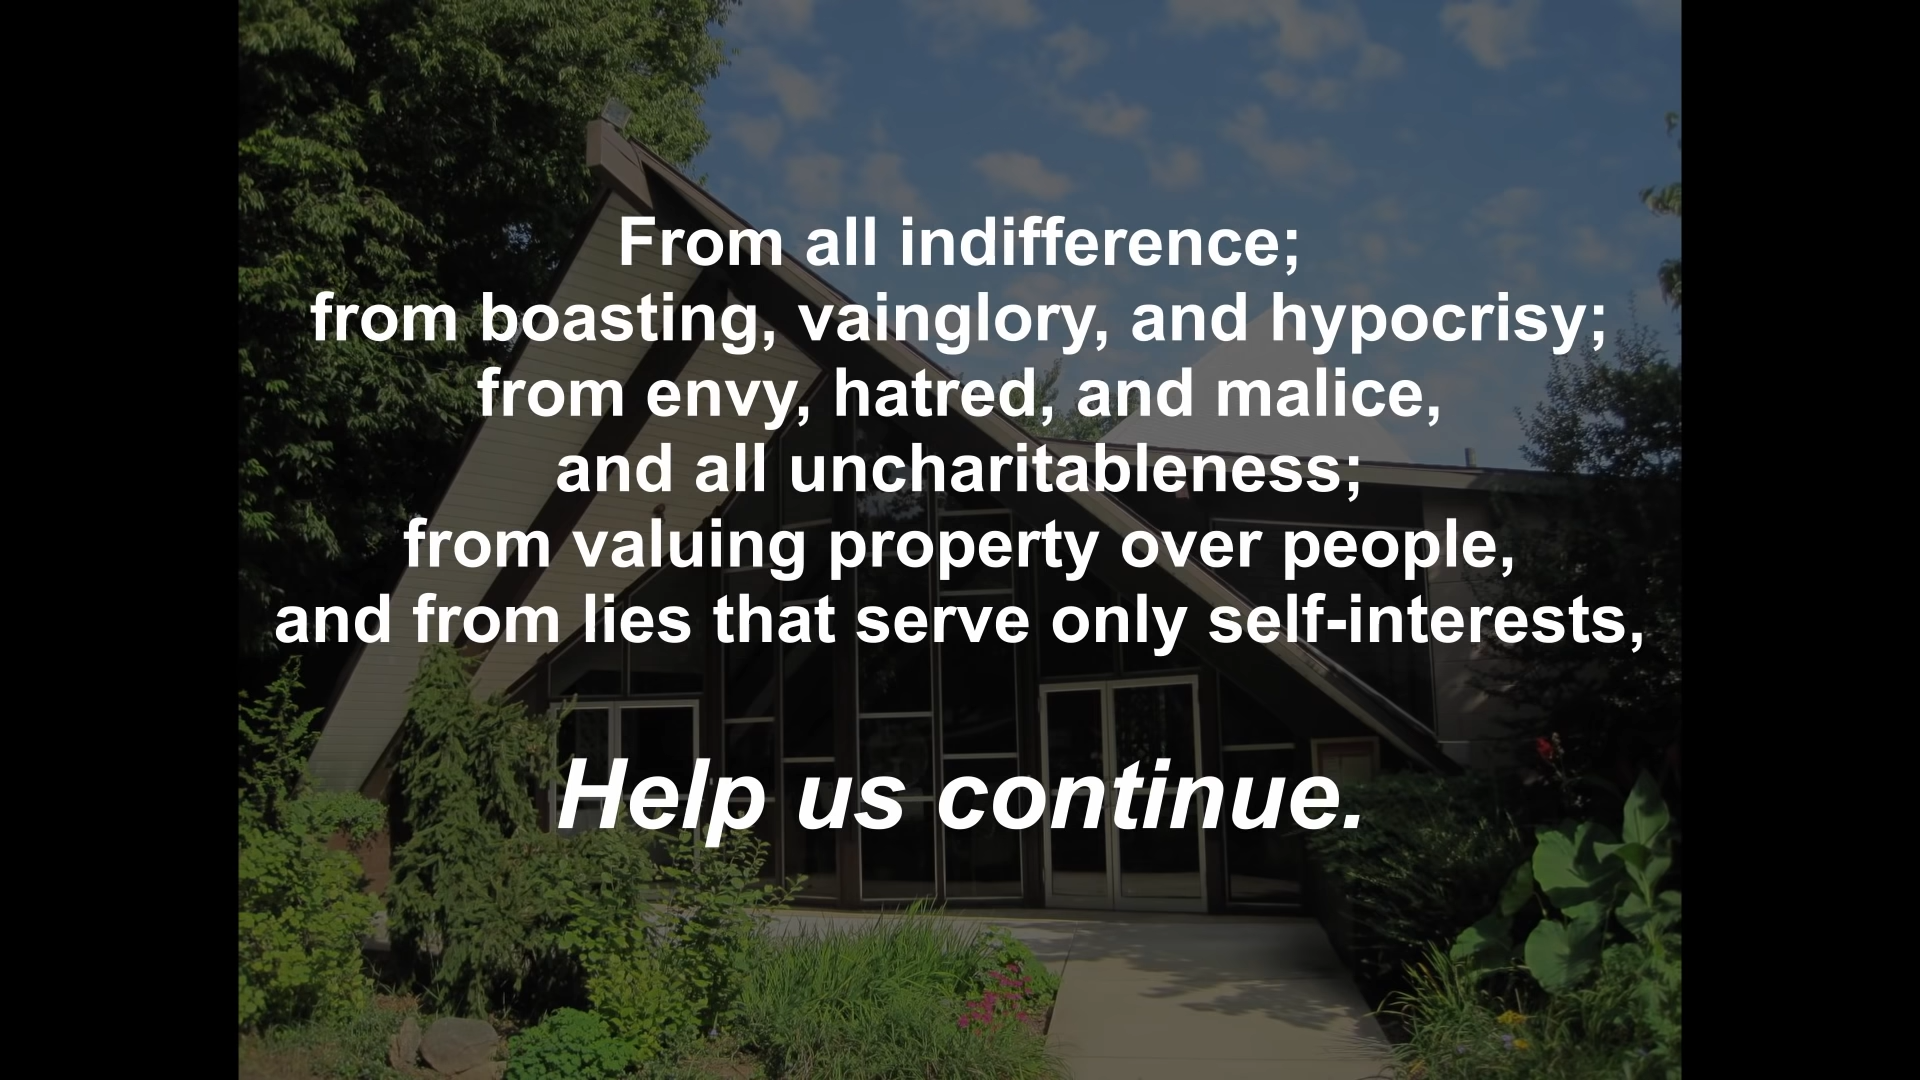 From all indifference;
from boasting, vainglory, and hypocrisy;
from envy, hatred, and malice,
and all uncharitableness;
from valuing property over people,
and from lies that serve only self-interests,
Help us continue.